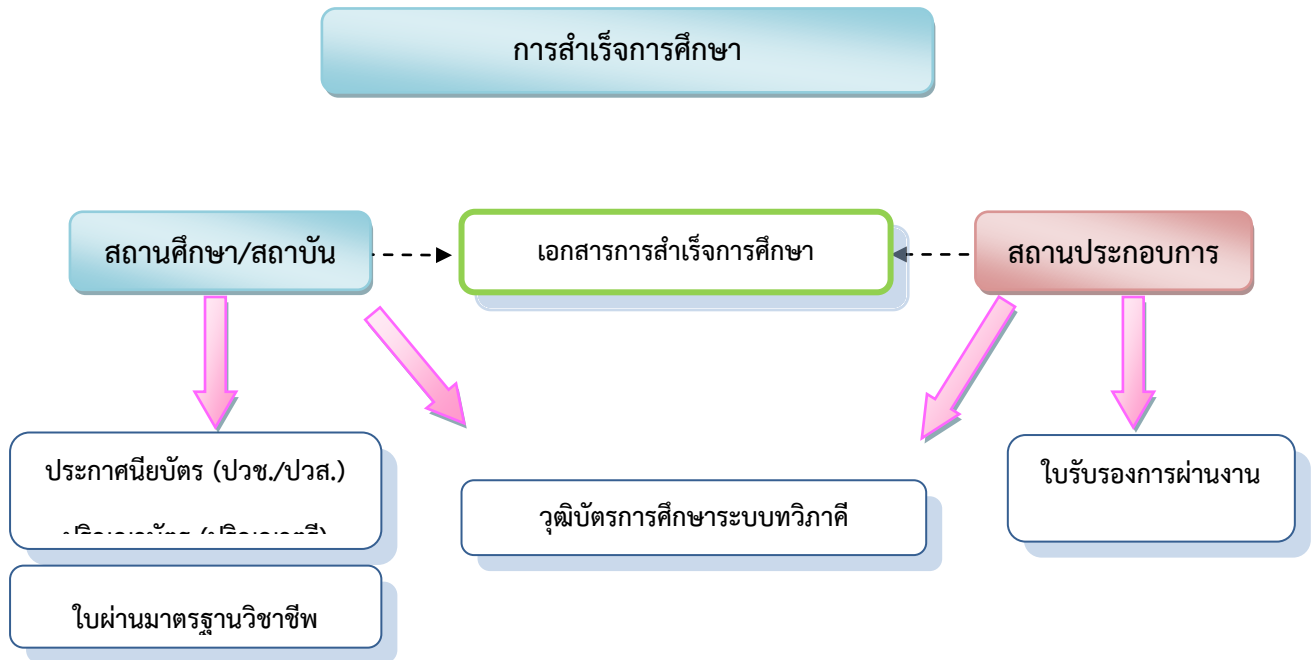 การสำเร็จการศึกษา
สถานศึกษา/สถาบัน
เอกสารการสำเร็จการศึกษา
สถานประกอบการ
ประกาศนียบัตร (ปวช./ปวส.)
ใบรับรองการผ่านงาน
วุฒิบัตรการศึกษาระบบทวิภาคี
ใบผ่านมาตรฐานวิชาชีพ